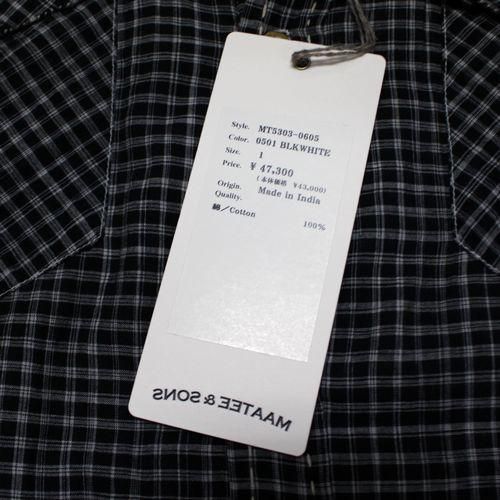 Style. MT5303-0605
Color. 0501 BLKWHITE
Size. 1
Price. ¥ 47,300
(本体価格 ¥43,000)
Origin. Made in India
Quality.
綿/Cotton 100%
MAATEE & SONS